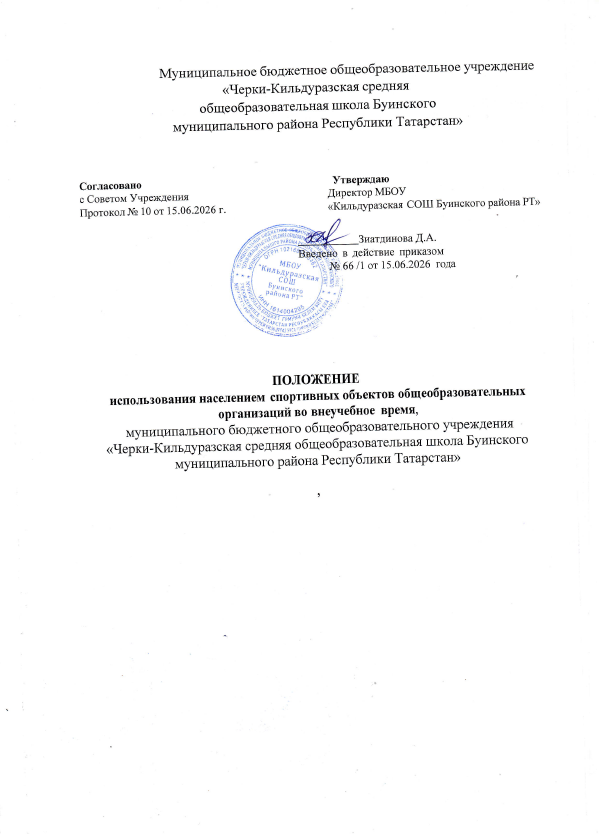 Муниципальное бюджетное общеобразовательное учреждение
«Черки-Кильдуразская средняя
общеобразовательная школа Буинского
муниципального района Республики Татарстан»
Согласовано
с Советом Учреждения
Протокол № 10 от 15.06.2026 г.
Утверждаю
Директор МБОУ
«Кильдуразская СОШ Буинского района РТ»
____________Зиатдинова Д.А.
Введено в действие приказом
№ 66 /1 от 15.06.2026 года
МБОУ
"Кильдуразская
СОШ
Буинского
района РТ"
ПОЛОЖЕНИЕ
использования населением спортивных объектов общеобразовательных
организаций во внеучебное время,
муниципального бюджетного общеобразовательного учреждения
«Черки-Кильдуразская средняя общеобразовательная школа Буинского
муниципального района Республики Татарстан»
,